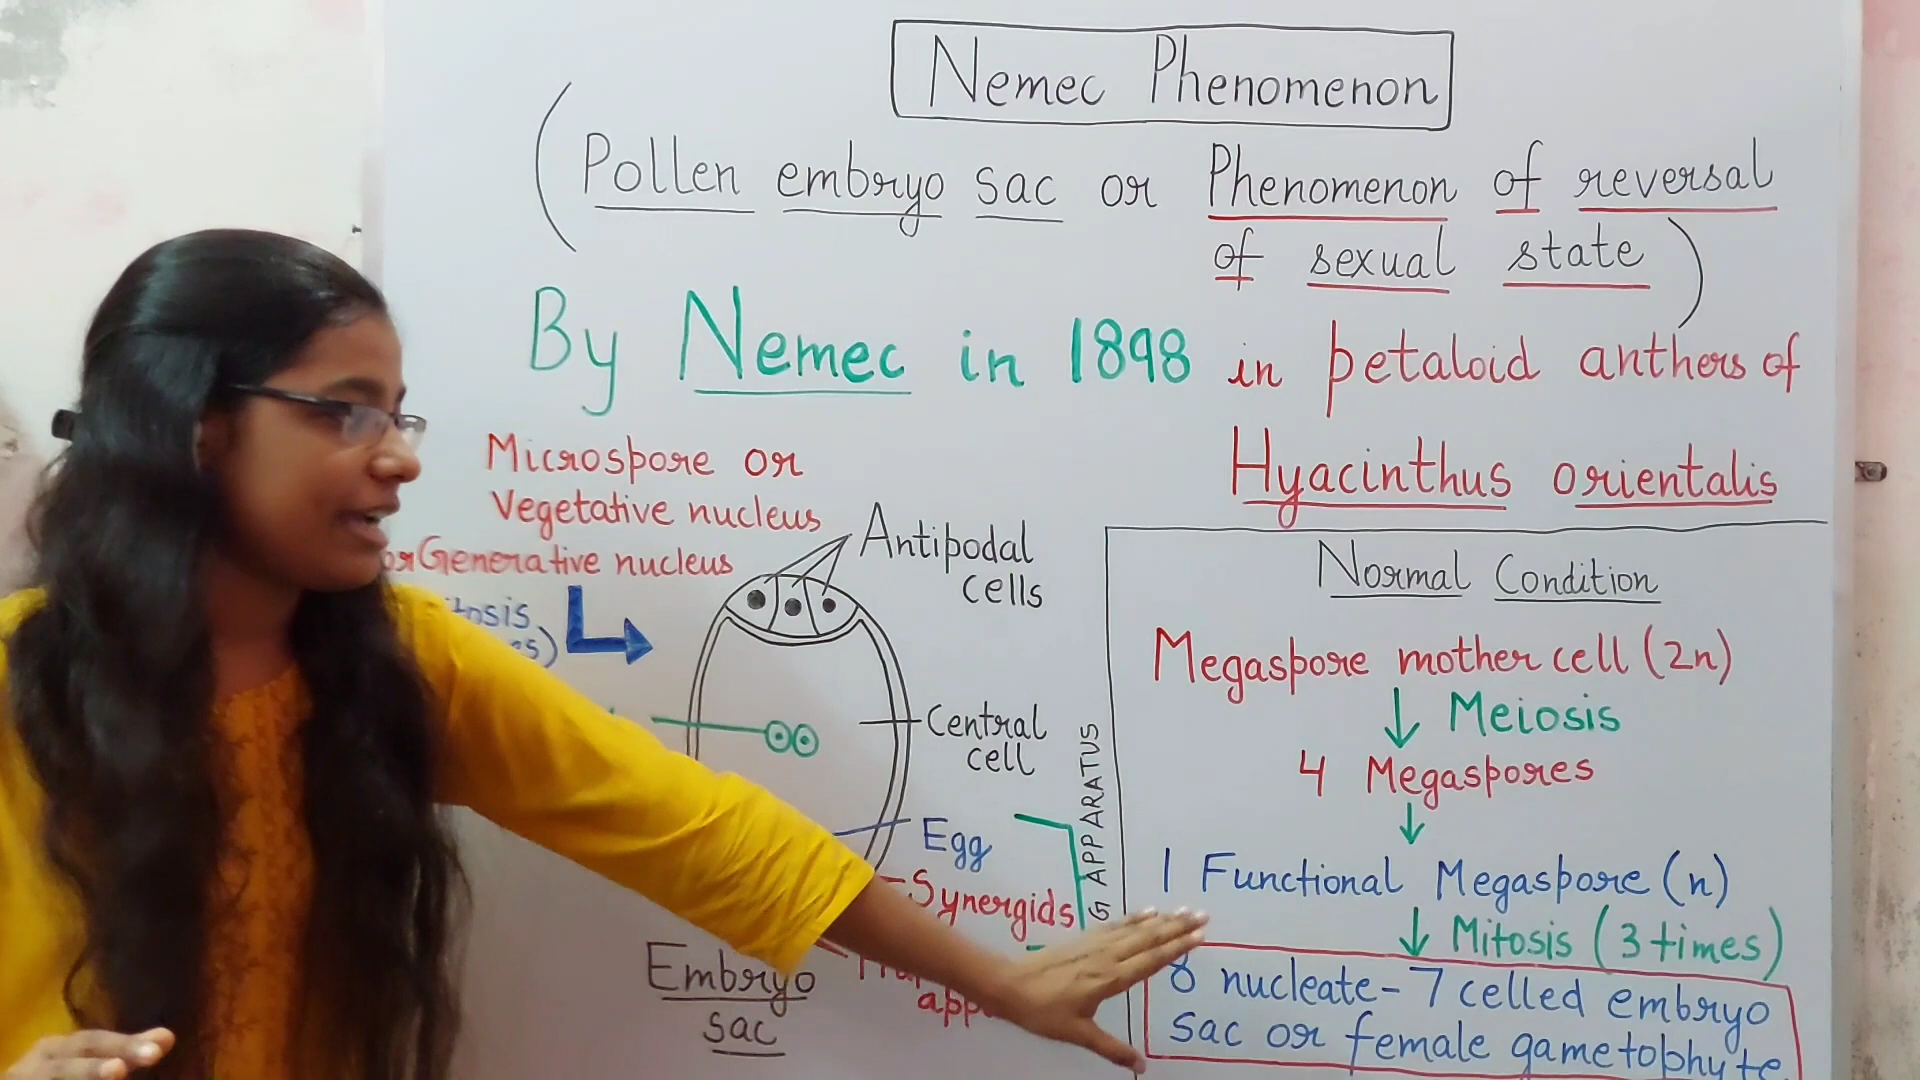 Nemec Phenomenon
(Pollen embryo sac or Phenomenon of reversal
of sexual state)
By Nemec in 1898 in petaloid anthers of
Hyacinthus orientalis
Microspore or
Vegetative nucleus
or Generative nucleus
Antipodal
cells
Central
cell
Egg
Synergids
APPARATUS
Embryo
sac
Normal Condition
Megaspore mother cell (2n)
↓ Meiosis
4 Megaspores
↓
1 Functional Megaspore (n)
↓ Mitosis (3 times)
8 nucleate - 7 celled embryo
sac or female gametophyte